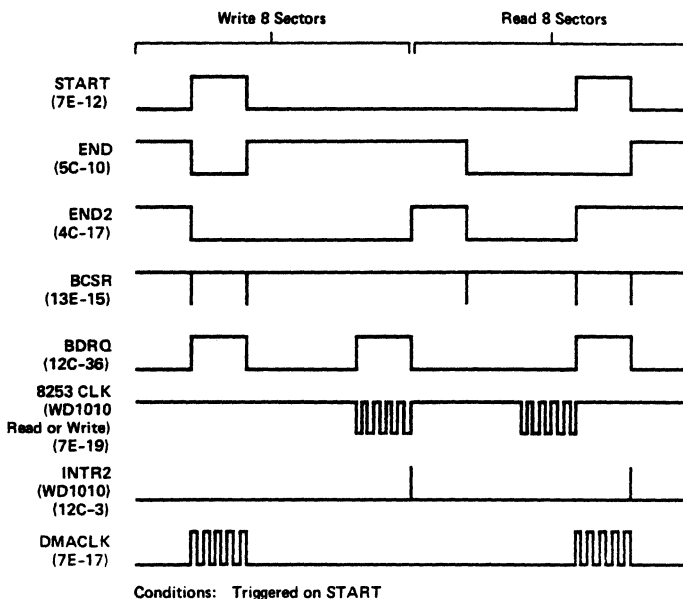 Write 8 Sectors
Read 8 Sectors
START
(7E-12)
END
(5C-10)
END2
(4C-17)
BCSR
(13E-15)
BDRQ
(12C-36)
8253 CLK
(WD1010
Read or Write)
(7E-19)
INTR2
(WD1010)
(12C-3)
DMACLK
(7E-17)
Conditions: Triggered on START